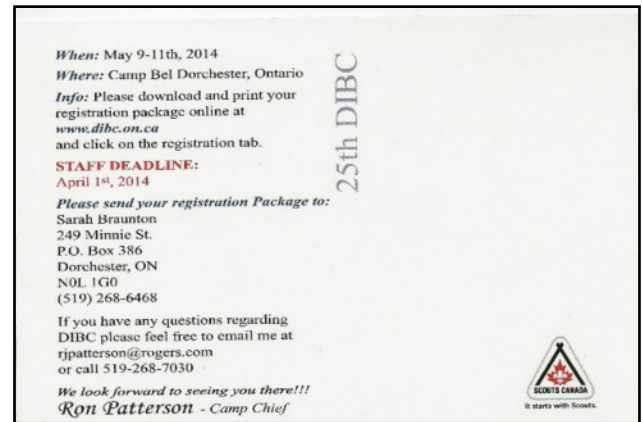 When: May 9-11th, 2014
Where: Camp Bel Dorchester, Ontario
Info: Please download and print your
registration package online at
www.dibc.on.ca
and click on the registration tab.
STAFF DEADLINE:
April 1st, 2014
Please send your registration Package to:
Sarah Braunton
249 Minnie St.
P.O. Box 386
Dorchester, ON
N0L 1G0
(519) 268-6468
If you have any questions regarding
DIBC please feel free to email me at
rjpatterson@rogers.com
or call 519-268-7030
We look forward to seeing you there!!!
Ron Patterson - Camp Chief
25th DIBC
SCOUTS CANADA
It starts with Scouts.